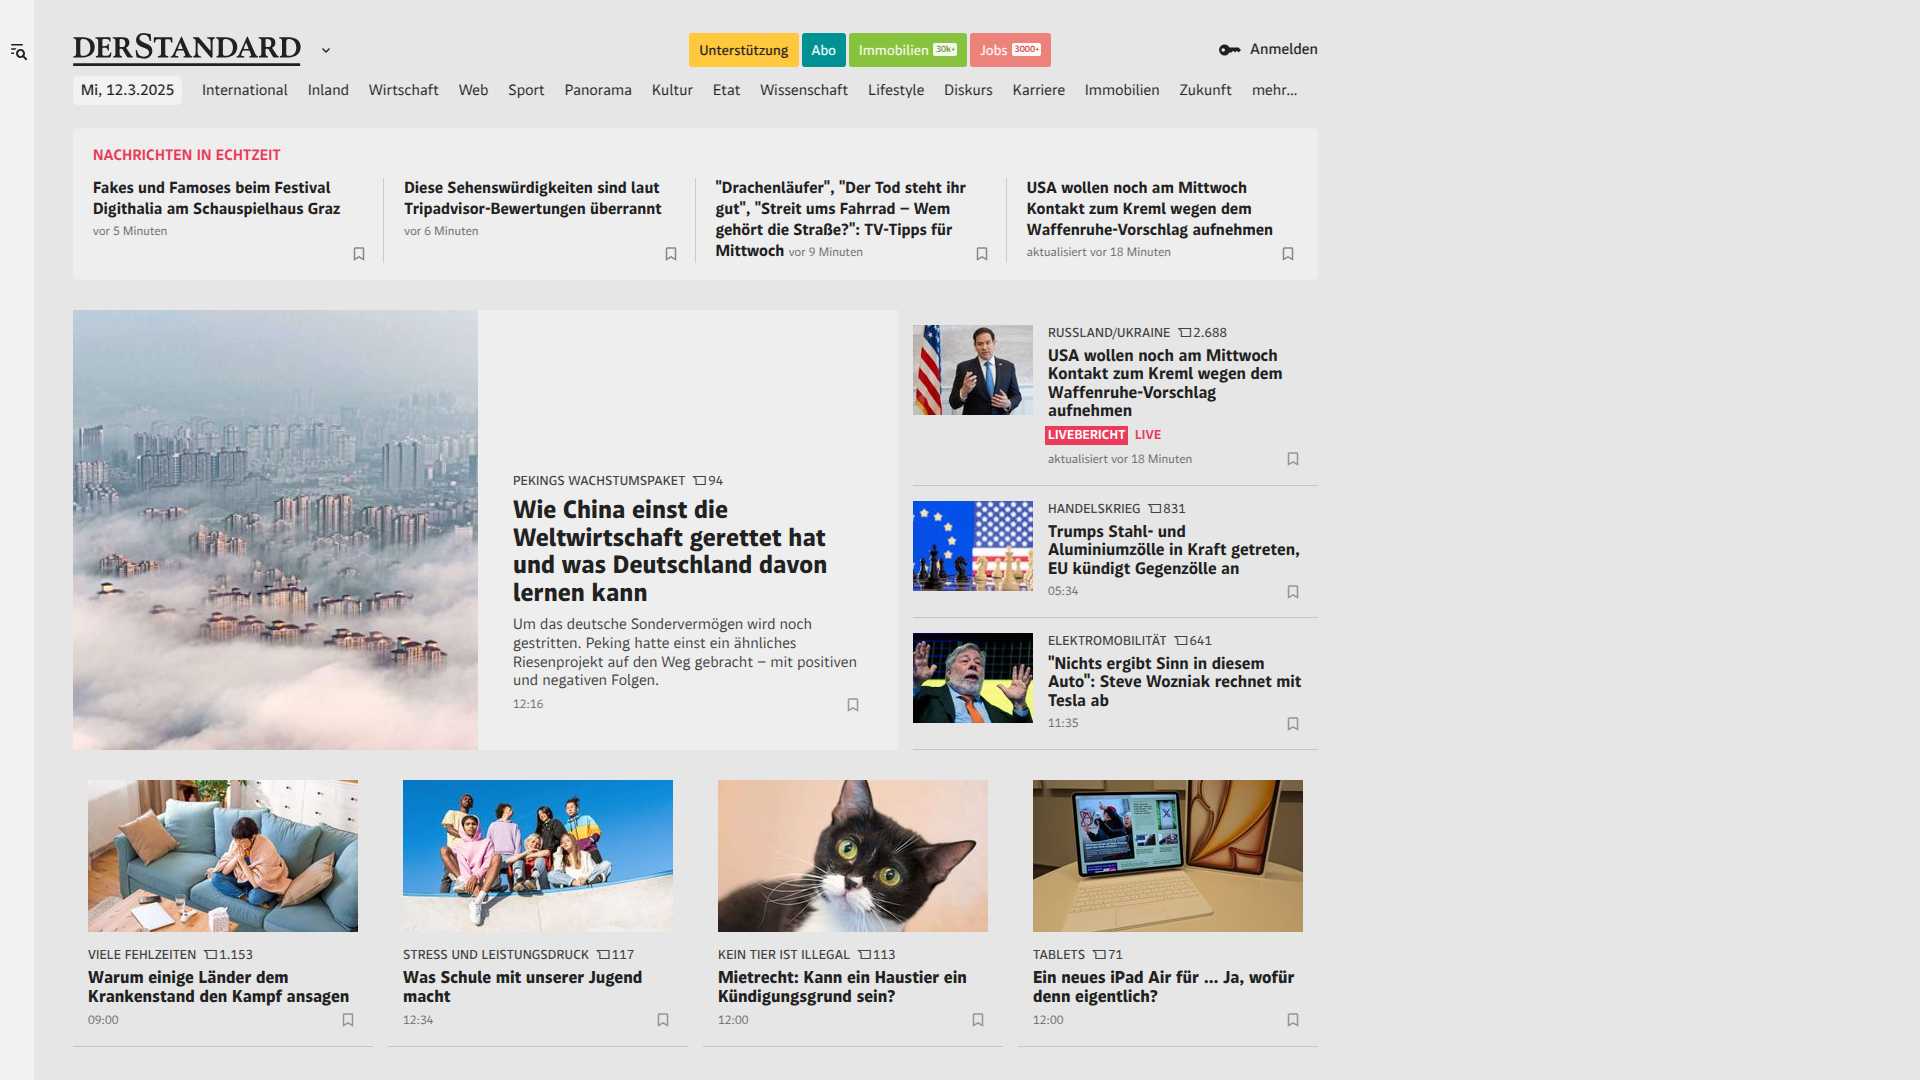 DERSTANDARD
Unterstützung
Abo
Immobilien 30k+
Jobs 3000+
Anmelden
Mi, 12.3.2025
International
Inland
Wirtschaft
Web
Sport
Panorama
Kultur
Etat
Wissenschaft
Lifestyle
Diskurs
Karriere
Immobilien
Zukunft
mehr...
NACHRICHTEN IN ECHTZEIT
Fakes und Famoses beim Festival
Digithalia am Schauspielhaus Graz
vor 5 Minuten
Diese Sehenswürdigkeiten sind laut
Tripadvisor-Bewertungen überrannt
vor 6 Minuten
"Drachenläufer", "Der Tod steht ihr
gut", "Streit ums Fahrrad – Wem
gehört die Straße?": TV-Tipps für
Mittwoch vor 9 Minuten
USA wollen noch am Mittwoch
Kontakt zum Kreml wegen dem
Waffenruhe-Vorschlag aufnehmen
aktualisiert vor 18 Minuten
PEKINGS WACHSTUMSPAKET 94
Wie China einst die
Weltwirtschaft gerettet hat
und was Deutschland davon
lernen kann
Um das deutsche Sondervermögen wird noch
gestritten. Peking hatte einst ein ähnliches
Riesenprojekt auf den Weg gebracht – mit positiven
und negativen Folgen.
12:16
RUSSLAND/UKRAINE 2.688
USA wollen noch am Mittwoch
Kontakt zum Kreml wegen dem
Waffenruhe-Vorschlag
aufnehmen
LIVEBERICHT LIVE
aktualisiert vor 18 Minuten
HANDELSKRIEG 831
Trumps Stahl- und
Aluminiumzölle in Kraft getreten,
EU kündigt Gegenzölle an
05:34
ELEKTROMOBILITÄT 641
"Nichts ergibt Sinn in diesem
Auto": Steve Wozniak rechnet mit
Tesla ab
11:35
VIELE FEHLZEITEN 1.153
Warum einige Länder dem
Krankenstand den Kampf ansagen
09:00
STRESS UND LEISTUNGSDRUCK 117
Was Schule mit unserer Jugend
macht
12:34
KEIN TIER IST ILLEGAL 113
Mietrecht: Kann ein Haustier ein
Kündigungsgrund sein?
12:00
TABLETS 71
Ein neues iPad Air für ... Ja, wofür
denn eigentlich?
12:00